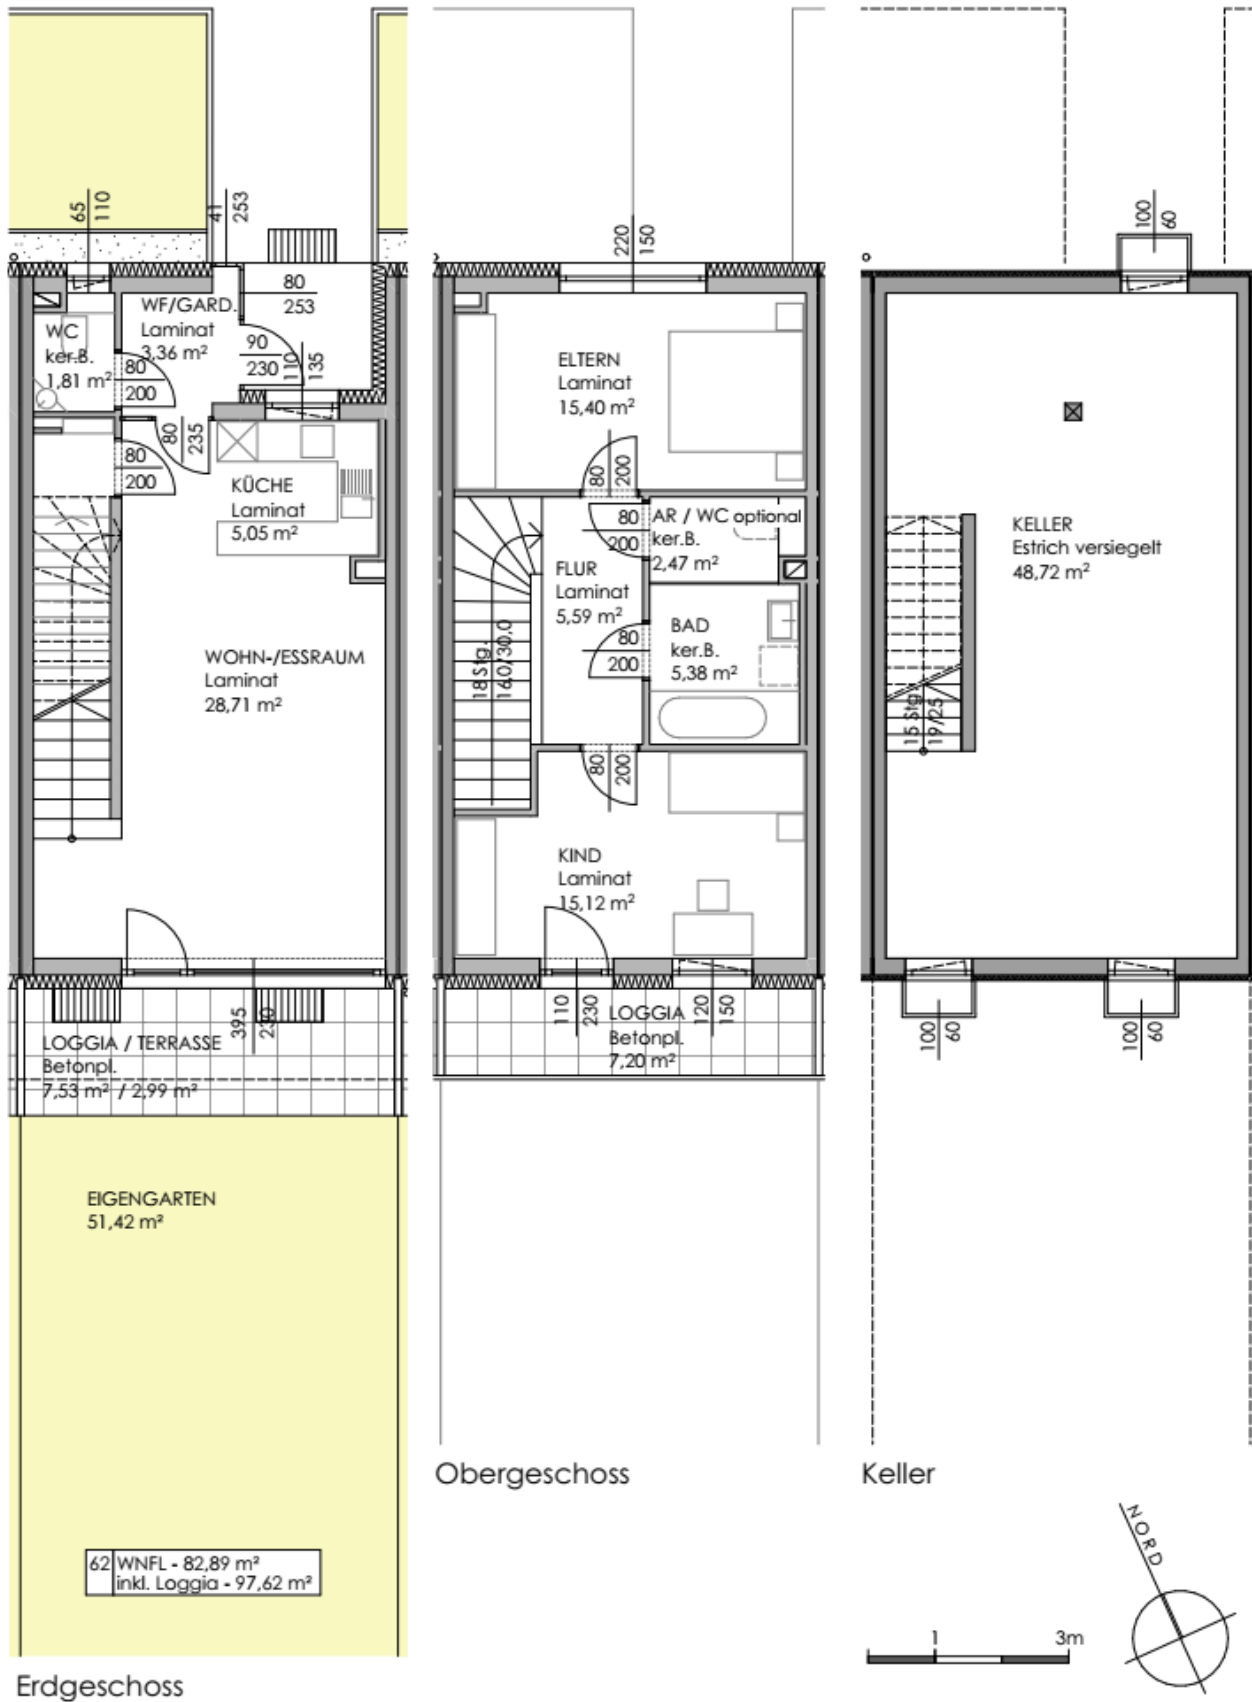 65
110
41
253
80
253
WC
ker.B.
1,81 m²
WF/GARD.
Laminat
3,36 m²
90
230
110
135
80
200
80
235
80
200
KÜCHE
Laminat
5,05 m²
WOHN-/ESSRAUM
Laminat
28,71 m²
395
230
LOGGIA / TERRASSE
Betonpl.
7,53 m² / 2,99 m²
EIGENGARTEN
51,42 m²
62 WNFL - 82,89 m²
inkl. Loggia - 97,62 m²
Erdgeschoss
220
150
ELTERN
Laminat
15,40 m²
80
200
80
200
AR / WC optional
ker.B.
2,47 m²
FLUR
Laminat
5,59 m²
18 Stg.
16,0/30,0
80
200
BAD
ker.B.
5,38 m²
80
200
KIND
Laminat
15,12 m²
110
230
120
150
LOGGIA
Betonpl.
7,20 m²
Obergeschoss
100
60
KELLER
Estrich versiegelt
48,72 m²
15 Stg.
19/25
100
60
100
60
Keller
NORD
1
3m